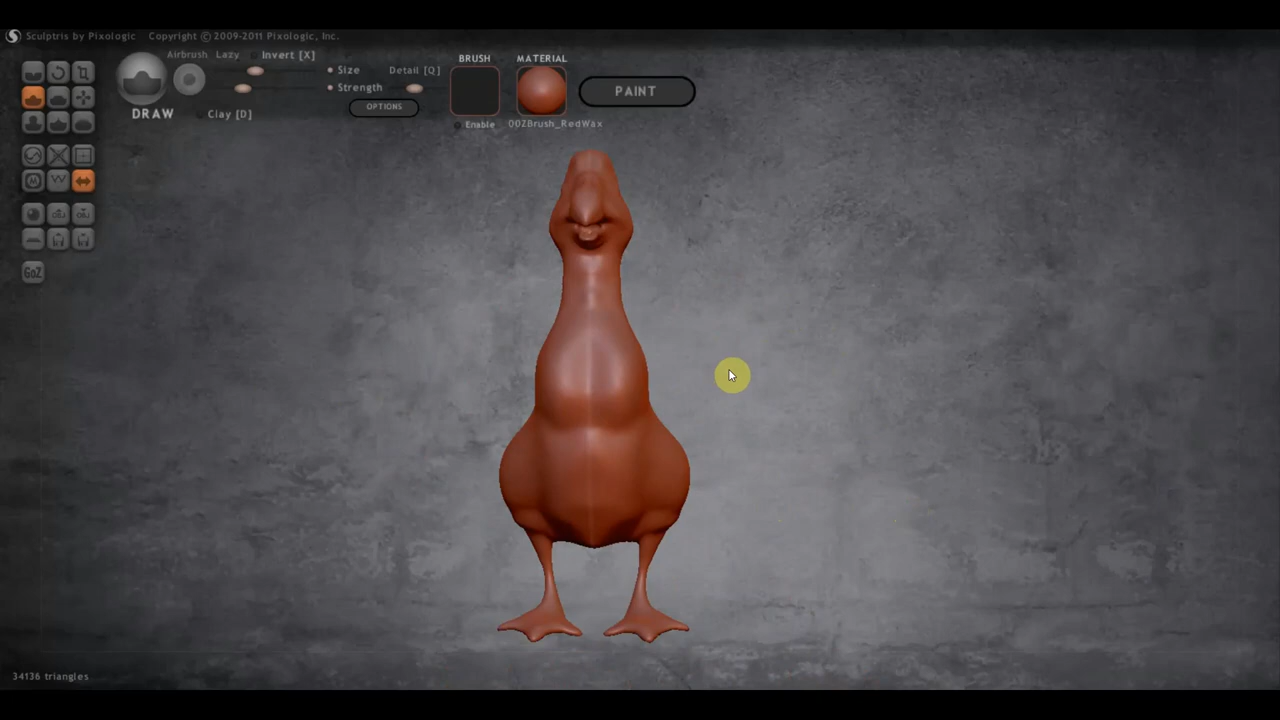 Sculptris by Pixologic Copyright © 2009-2011 Pixologic, Inc.
Airbrush Lazy Invert [X]
Size Detail [Q]
Strength
OPTIONS
DRAW
Clay [D]
BRUSH
Enable
MATERIAL
00ZBrush_RedWax
PAINT
GoZ
34136 triangles